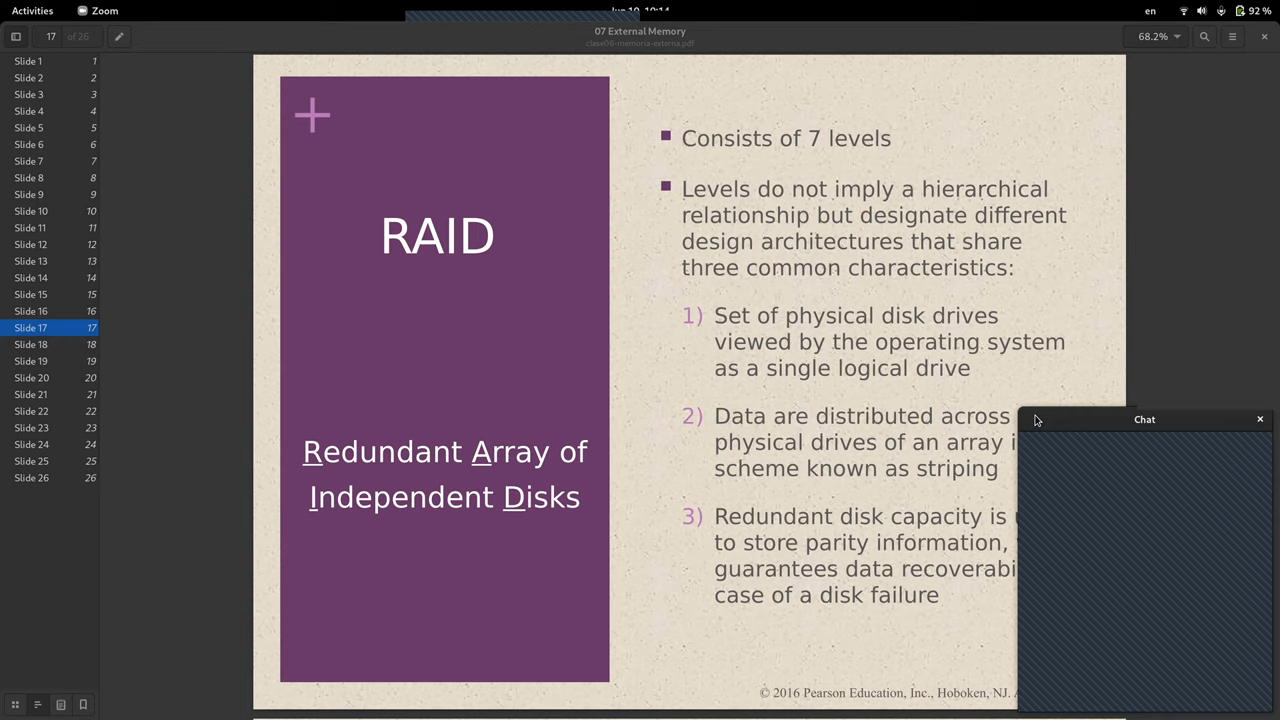 Activities Zoom en 92 %
17 of 26 07 External Memory 68.2%
clase06-memoria-externa.pdf
Slide 1 1
Slide 2 2
Slide 3 3
Slide 4 4
Slide 5 5
Slide 6 6
Slide 7 7
Slide 8 8
Slide 9 9
Slide 10 10
Slide 11 11
Slide 12 12
Slide 13 13
Slide 14 14
Slide 15 15
Slide 16 16
Slide 17 17
Slide 18 18
Slide 19 19
Slide 20 20
Slide 21 21
Slide 22 22
Slide 23 23
Slide 24 24
Slide 25 25
Slide 26 26
+
RAID
Redundant Array of
Independent Disks
Consists of 7 levels
Levels do not imply a hierarchical
relationship but designate different
design architectures that share
three common characteristics:
1) Set of physical disk drives
viewed by the operating system
as a single logical drive
2) Data are distributed across
physical drives of an array
scheme known as striping
3) Redundant disk capacity is
to store parity information,
guarantees data
case of a disk failure
© 2016 Pearson Education, Inc., Hoboken, NJ.
Chat